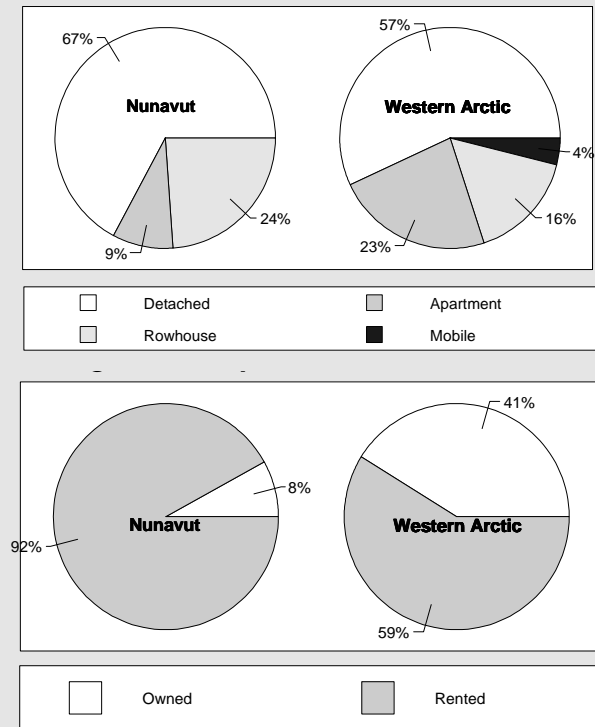 67%
57%
Nunavut
Western Arctic
4%
24%
16%
9%
23%
Detached
Apartment
Rowhouse
Mobile
41%
8%
Nunavut
Western Arctic
92%
59%
Owned
Rented